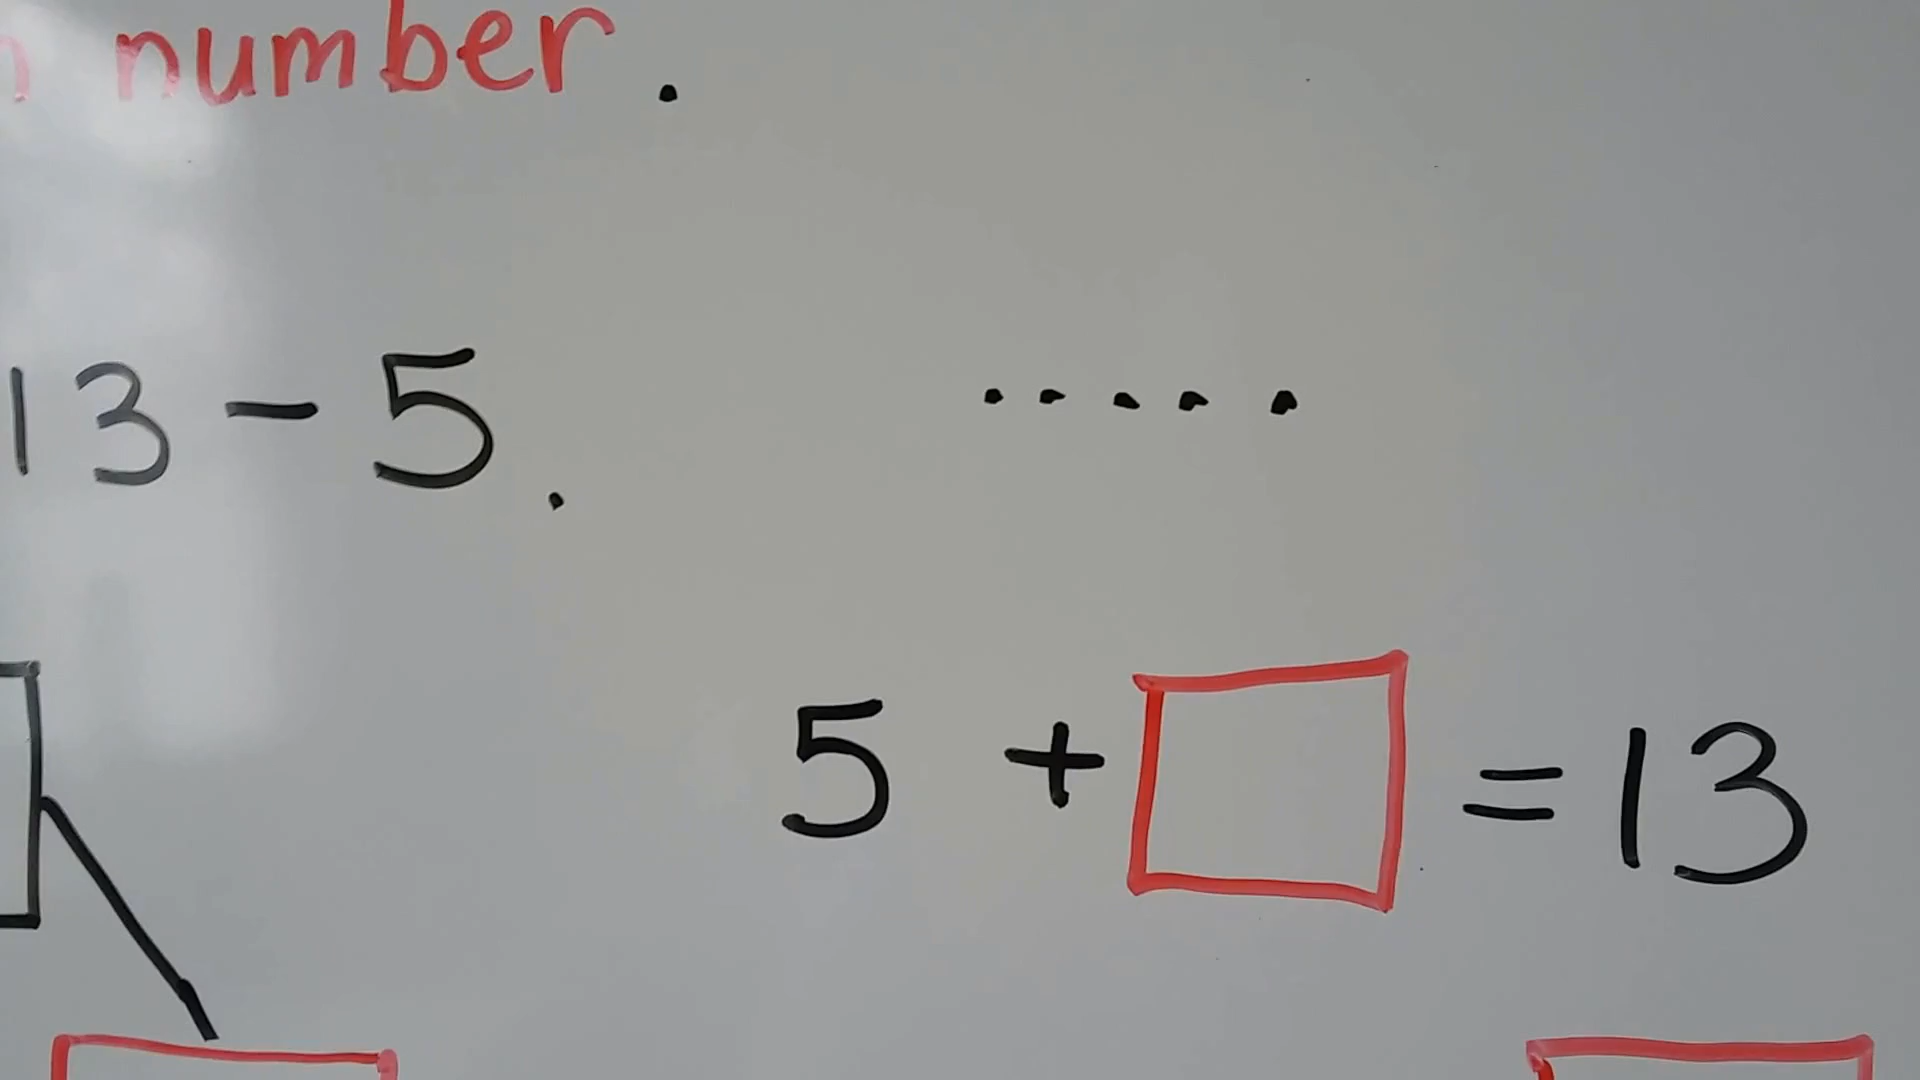 number.
13 - 5.
.....
5 + □ = 13